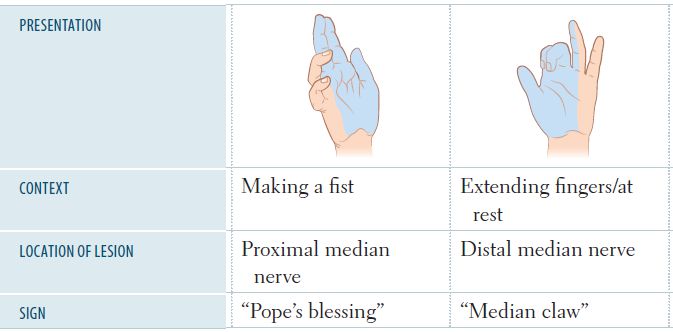 PRESENTATION
CONTEXT
Making a fist
Extending fingers/at
rest
LOCATION OF LESION
Proximal median
nerve
Distal median nerve
SIGN
“Pope’s blessing”
“Median claw”